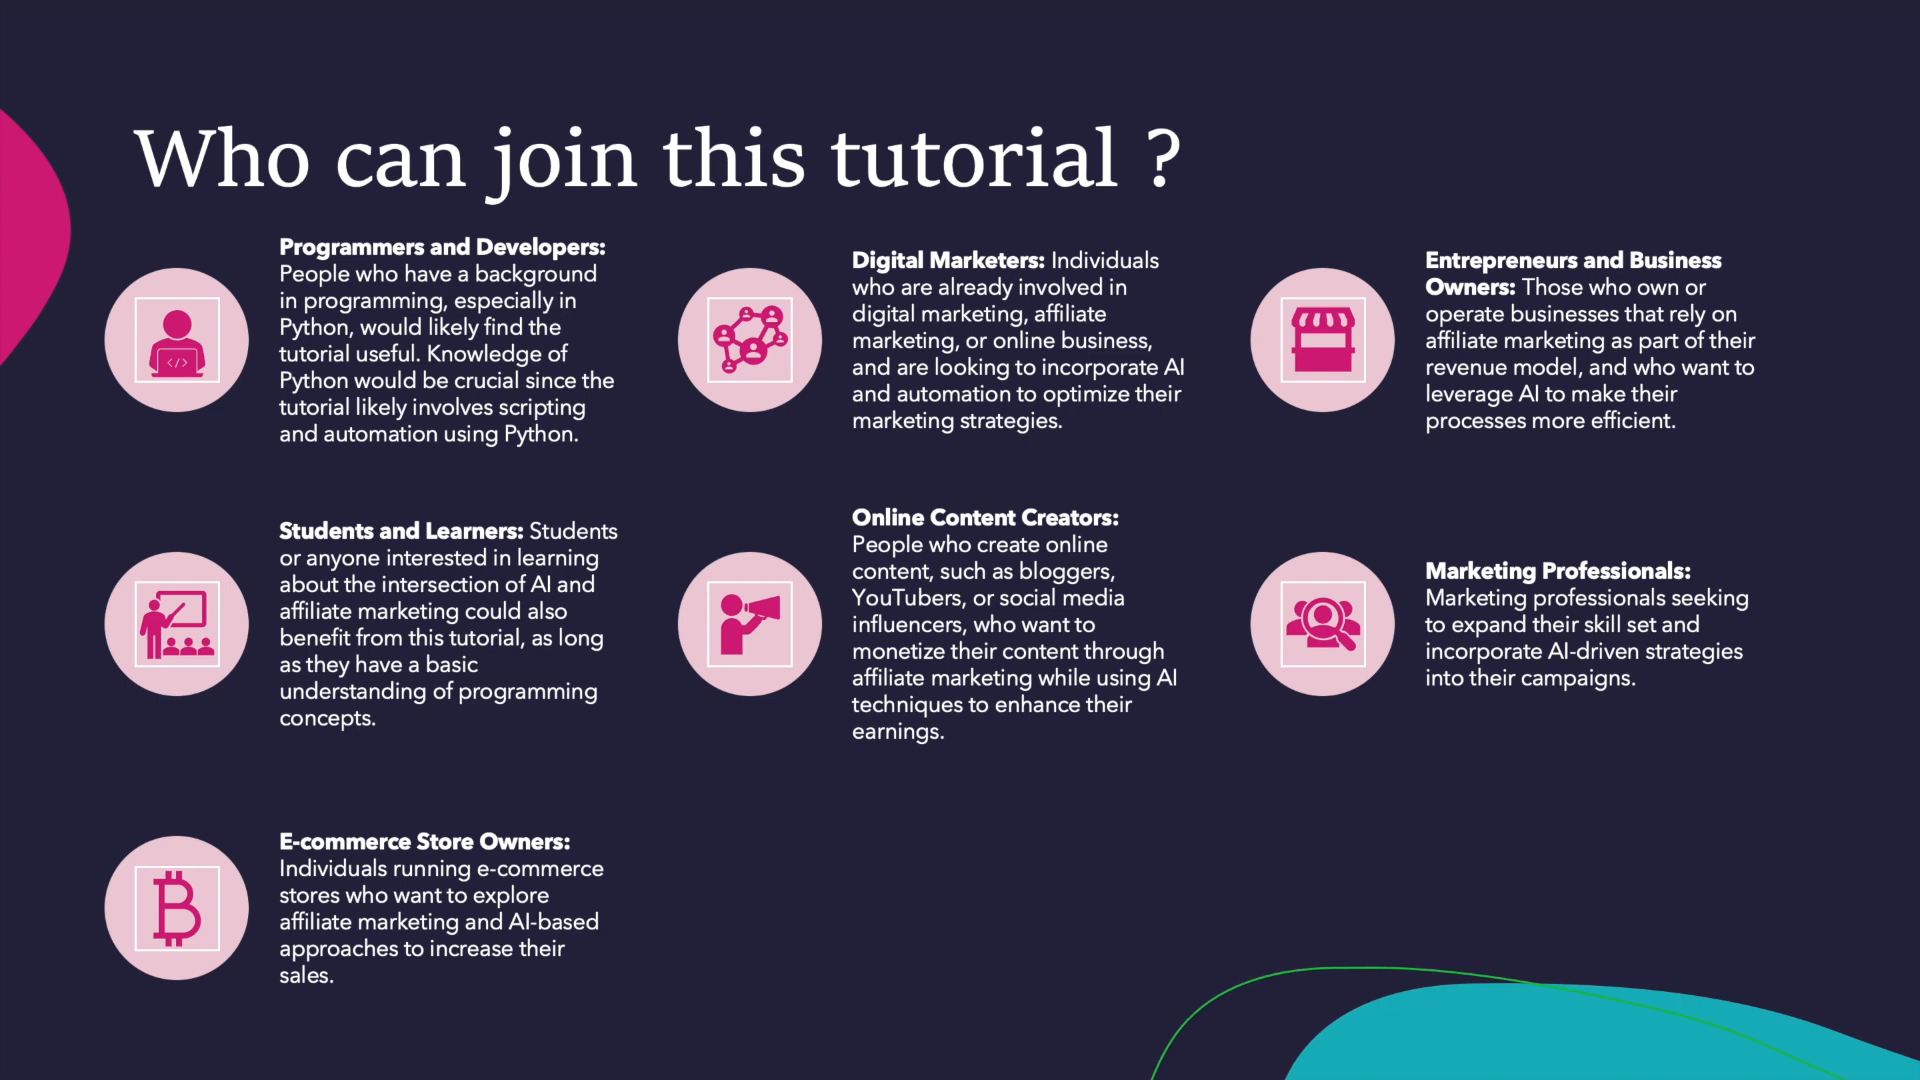 Who can join this tutorial ?
Programmers and Developers:
People who have a background
in programming, especially in
Python, would likely find the
tutorial useful. Knowledge of
Python would be crucial since the
tutorial likely involves scripting
and automation using Python.
Digital Marketers: Individuals
who are already involved in
digital marketing, affiliate
marketing, or online business,
and are looking to incorporate AI
and automation to optimize their
marketing strategies.
Entrepreneurs and Business
Owners: Those who own or
operate businesses that rely on
affiliate marketing as part of their
revenue model, and who want to
leverage AI to make their
processes more efficient.
Students and Learners: Students
or anyone interested in learning
about the intersection of AI and
affiliate marketing could also
benefit from this tutorial, as long
as they have a basic
understanding of programming
concepts.
Online Content Creators:
People who create online
content, such as bloggers,
YouTubers, or social media
influencers, who want to
monetize their content through
affiliate marketing while using AI
techniques to enhance their
earnings.
Marketing Professionals:
Marketing professionals seeking
to expand their skill set and
incorporate AI-driven strategies
into their campaigns.
E-commerce Store Owners:
Individuals running e-commerce
stores who want to explore
affiliate marketing and AI-based
approaches to increase their
sales.